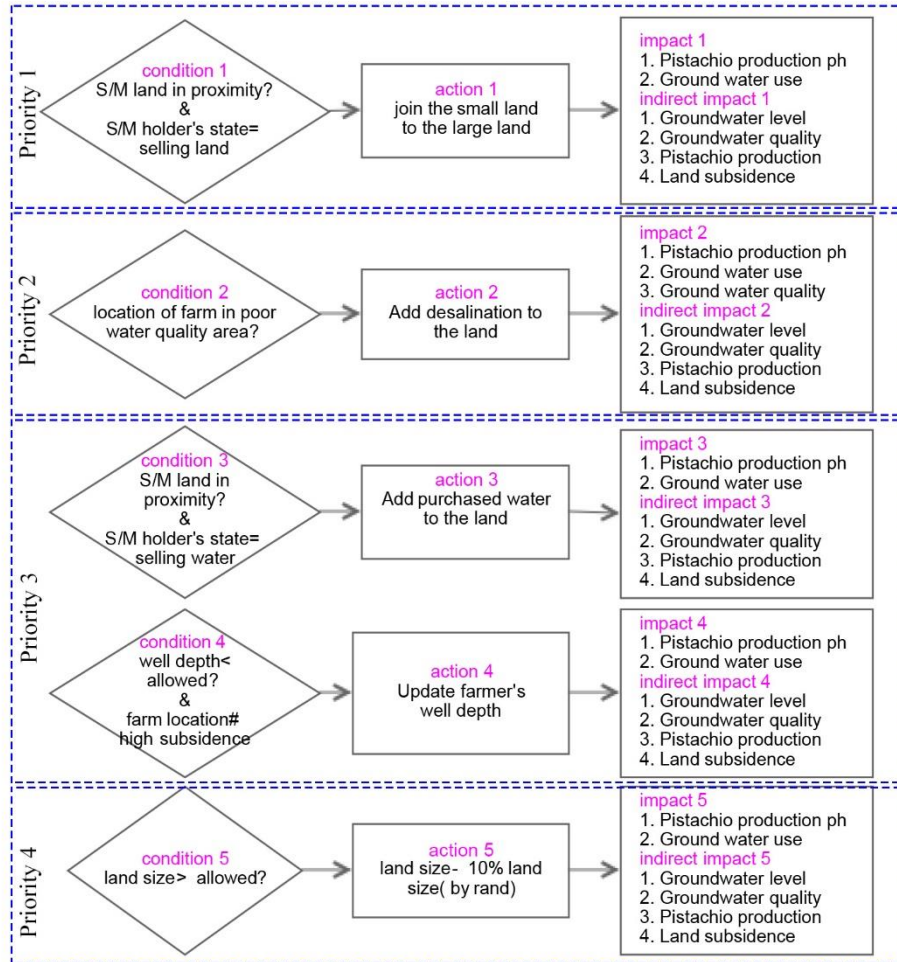 Priority 1
condition 1
S/M land in proximity?
&
S/M holder's state=
selling land
action 1
join the small land
to the large land
impact 1
1. Pistachio production ph
2. Ground water use
indirect impact 1
1. Groundwater level
2. Groundwater quality
3. Pistachio production
4. Land subsidence
Priority 2
condition 2
location of farm in poor
water quality area?
action 2
Add desalination to
the land
impact 2
1. Pistachio production ph
2. Ground water use
3. Ground water quality
indirect impact 2
1. Groundwater level
2. Groundwater quality
3. Pistachio production
4. Land subsidence
Priority 3
condition 3
S/M land in
proximity?
&
S/M holder's state=
selling water
action 3
Add purchased water
to the land
impact 3
1. Pistachio production ph
2. Ground water use
indirect impact 3
1. Groundwater level
2. Groundwater quality
3. Pistachio production
4. Land subsidence
condition 4
well depth<
allowed?
&
farm location#
high subsidence
action 4
Update farmer's
well depth
impact 4
1. Pistachio production ph
2. Ground water use
indirect impact 4
1. Groundwater level
2. Groundwater quality
3. Pistachio production
4. Land subsidence
Priority 4
condition 5
land size> allowed?
action 5
land size- 10% land
size( by rand)
impact 5
1. Pistachio production ph
2. Ground water use
indirect impact 5
1. Groundwater level
2. Groundwater quality
3. Pistachio production
4. Land subsidence